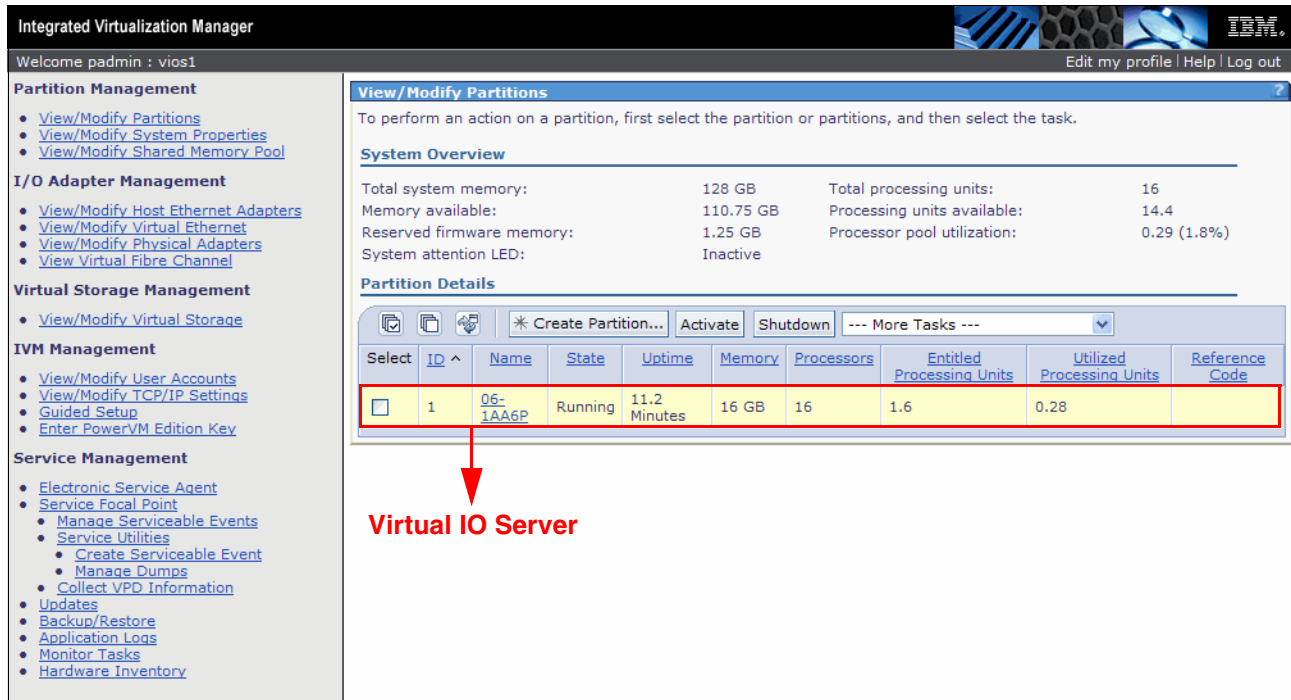 Integrated Virtualization Manager
IBM.
Welcome padmin : vios1
Edit my profile | Help | Log out
Partition Management
View/Modify Partitions
View/Modify System Properties
View/Modify Shared Memory Pool
I/O Adapter Management
View/Modify Host Ethernet Adapters
View/Modify Virtual Ethernet
View/Modify Physical Adapters
View Virtual Fibre Channel
Virtual Storage Management
View/Modify Virtual Storage
IVM Management
View/Modify User Accounts
View/Modify TCP/IP Settings
Guided Setup
Enter PowerVM Edition Key
Service Management
Electronic Service Agent
Service Focal Point
Manage Serviceable Events
Service Utilities
Create Serviceable Event
Manage Dumps
Collect VPD Information
Updates
Backup/Restore
Application Logs
Monitor Tasks
Hardware Inventory
View/Modify Partitions ?
To perform an action on a partition, first select the partition or partitions, and then select the task.
System Overview
Total system memory: 128 GB Total processing units: 16
Memory available: 110.75 GB Processing units available: 14.4
Reserved firmware memory: 1.25 GB Processor pool utilization: 0.29 (1.8%)
System attention LED: Inactive
Partition Details
Create Partition... Activate Shutdown --- More Tasks ---
Select ID ^ Name State Uptime Memory Processors Entitled Processing Units Utilized Processing Units Reference Code
1 06-1AA6P Running 11.2 Minutes 16 GB 16 1.6 0.28
Virtual IO Server